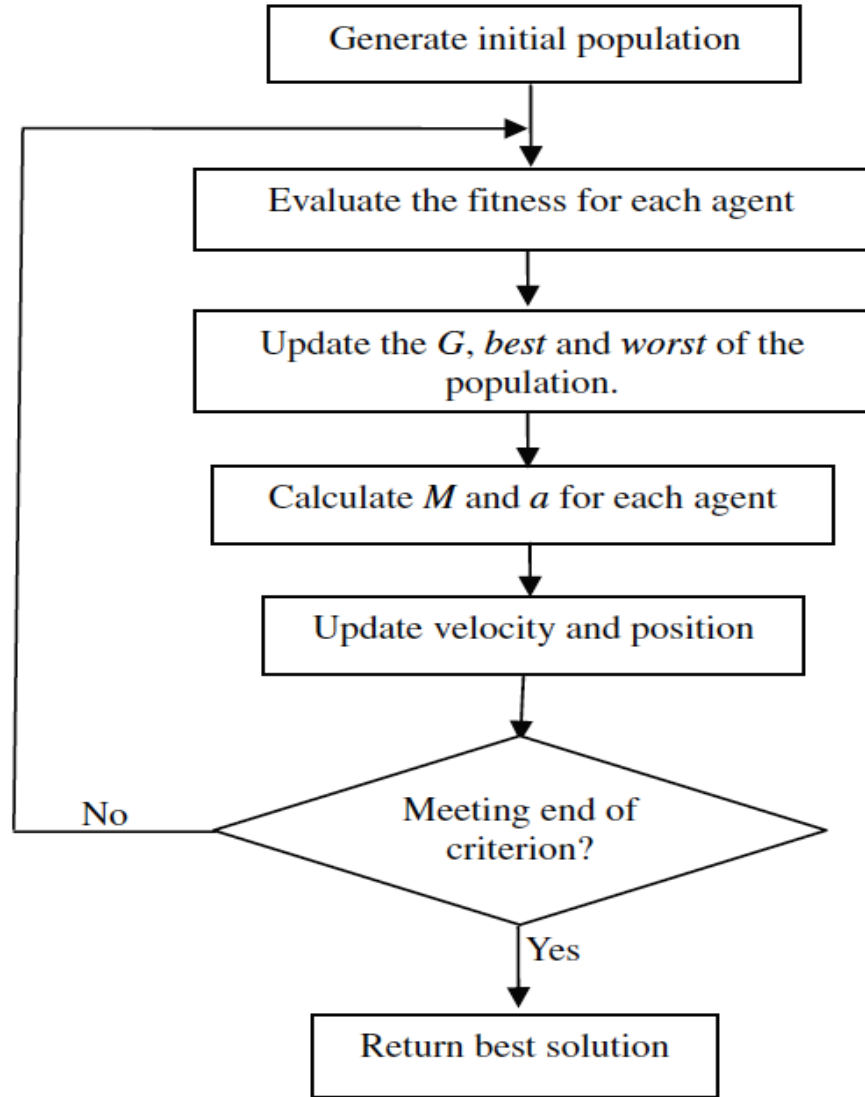 Generate initial population
Evaluate the fitness for each agent
Update the G, best and worst of the
population.
Calculate M and a for each agent
Update velocity and position
Meeting end of
criterion?
No
Yes
Return best solution